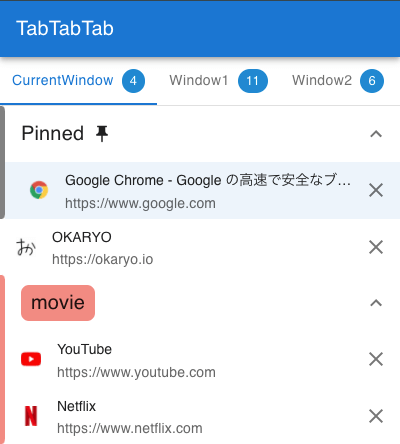 TabTabTab
CurrentWindow 4 Window1 11 Window2 6
Pinned
Google Chrome - Google の高速で安全なブ...
https://www.google.com
お
OKARYO
https://okaryo.io
movie
YouTube
https://www.youtube.com
N
Netflix
https://www.netflix.com